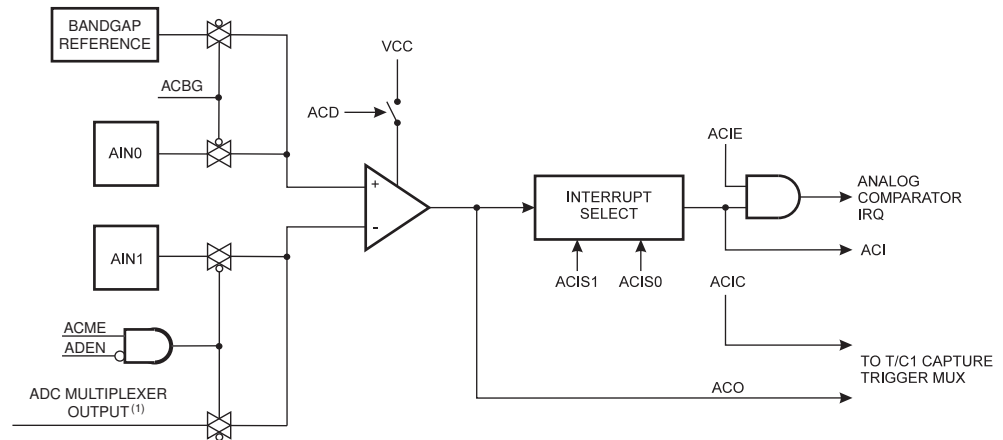 BANDGAP
REFERENCE
ACBG
AIN0
VCC
ACD
+
-
AIN1
ACME
ADEN
ADC MULTIPLEXER
OUTPUT (1)
INTERRUPT
SELECT
ACIS1 ACIS0
ACIE
ANALOG
COMPARATOR
IRQ
ACI
ACIC
TO T/C1 CAPTURE
TRIGGER MUX
ACO